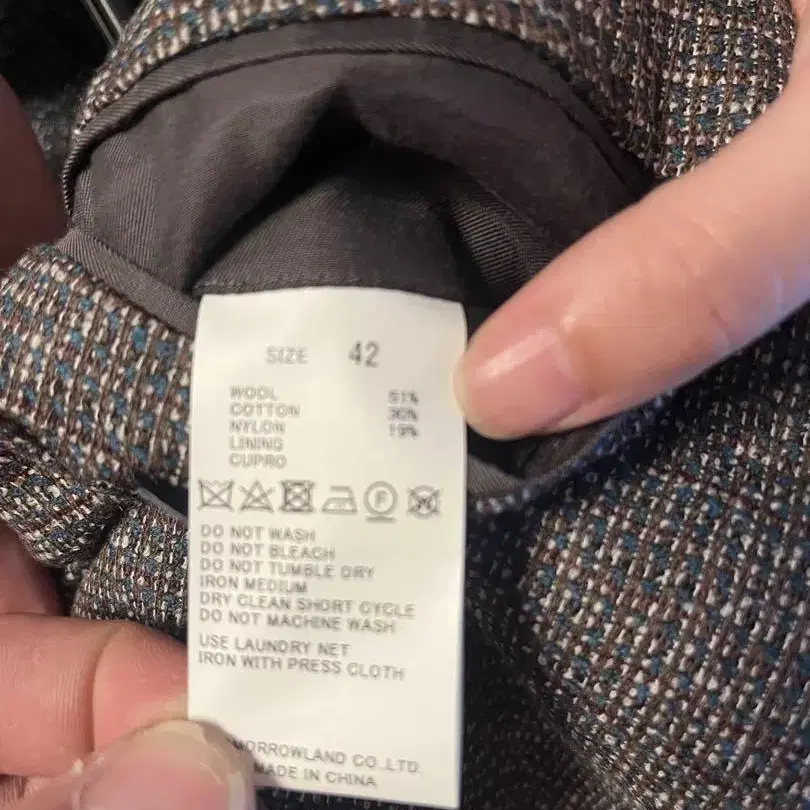 SIZE 42
WOOL 51%
COTTON 30%
NYLON 19%
LINING
CUPRO
F
DO NOT WASH
DO NOT BLEACH
DO NOT TUMBLE DRY
IRON MEDIUM
DRY CLEAN SHORT CYCLE
DO NOT MACHINE WASH
USE LAUNDRY NET
IRON WITH PRESS CLOTH
MORROWLAND CO.,LTD.
MADE IN CHINA